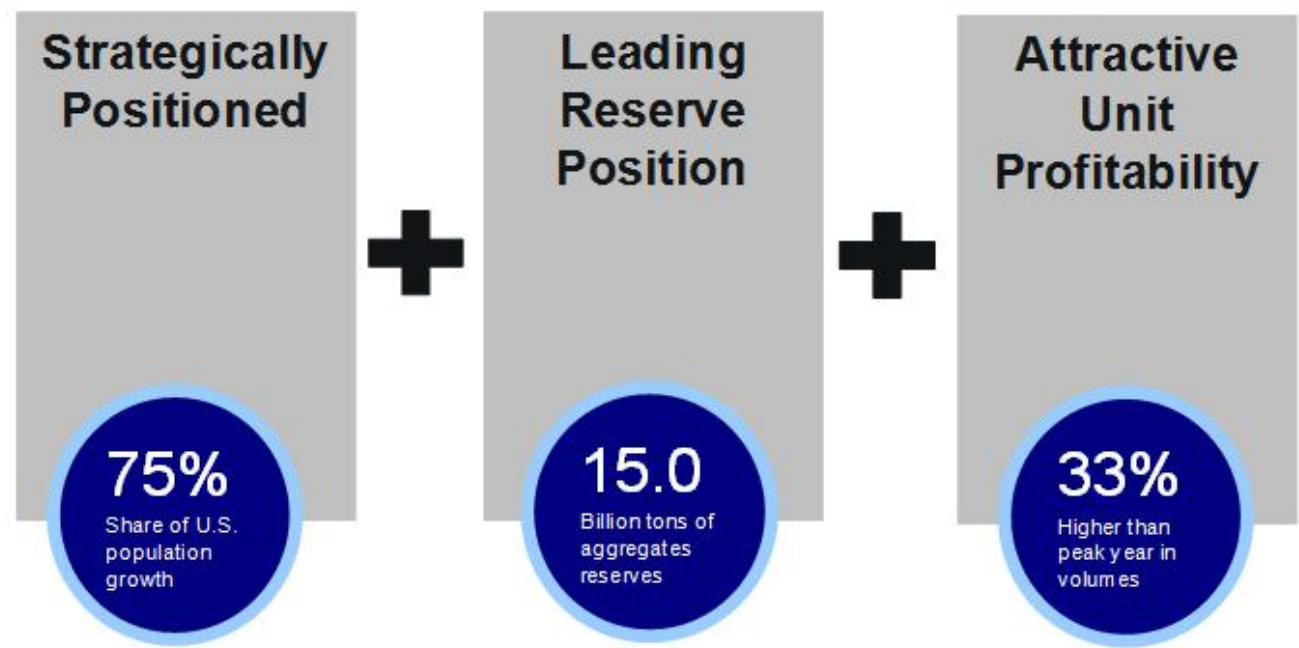 Strategically
Positioned
75%
Share of U.S.
population
growth
Leading
Reserve
Position
15.0
Billion tons of
aggregates
reserves
Attractive
Unit
Profitability
33%
Higher than
peak year in
volumes